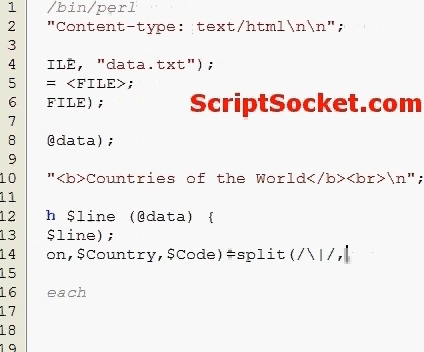 1 /bin/perl
2 "Content-type: text/html\n\n";
3
4 ILE, "data.txt");
5 = <FILE>;
6 FILE);
ScriptSocket.com
7
8 @data);
9
10 "<b>Countries of the World</b><br>\n";
11
12 h $line (@data) {
13 $line);
14 on,$Country,$Code)=split(/\|/,
15
16 each
17
18
19